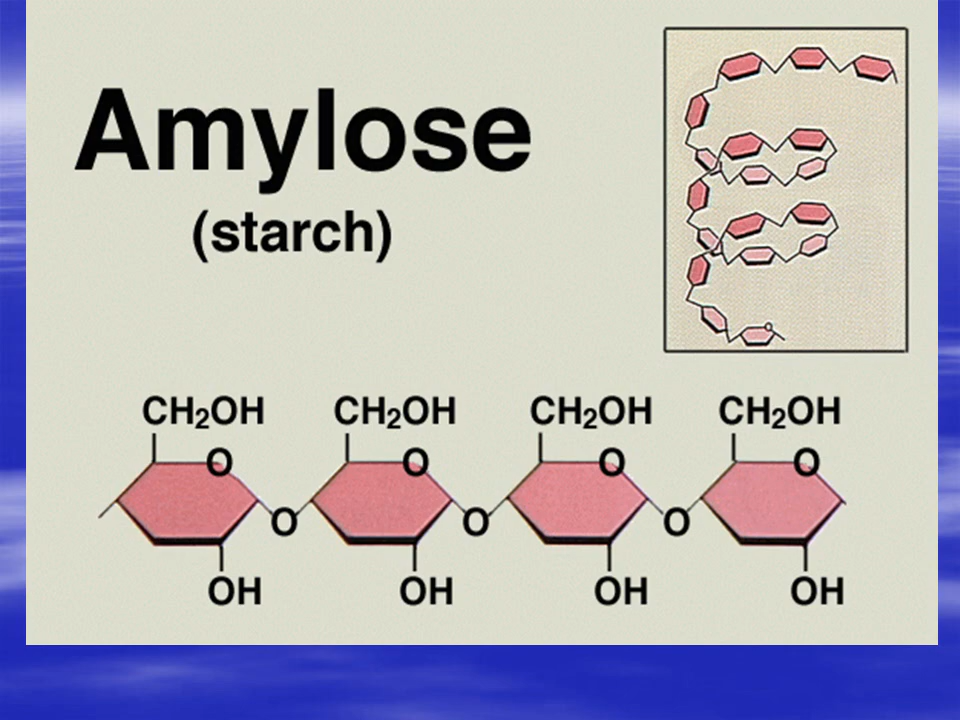 Amylose
(starch)
O
CH₂OH CH₂OH CH₂OH CH₂OH
O O O O
O O O
OH OH OH OH